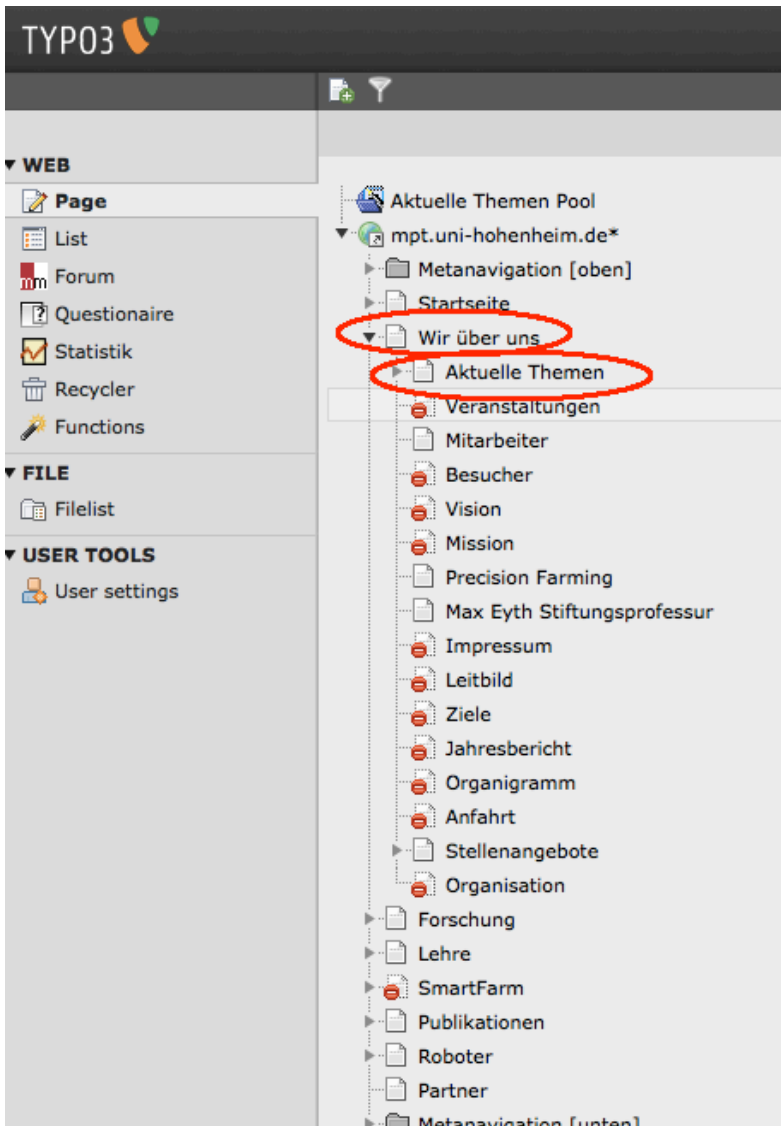 TYPO3
WEB
Page
List
Forum
Questionaire
Statistik
Recycler
Functions
FILE
Filelist
USER TOOLS
User settings
Aktuelle Themen Pool
mpt.uni-hohenheim.de*
Metanavigation [oben]
Startseite
Wir über uns
Aktuelle Themen
Veranstaltungen
Mitarbeiter
Besucher
Vision
Mission
Precision Farming
Max Eyth Stiftungsprofessur
Impressum
Leitbild
Ziele
Jahresbericht
Organigramm
Anfahrt
Stellenangebote
Organisation
Forschung
Lehre
SmartFarm
Publikationen
Roboter
Partner
Metanavigation [unten]